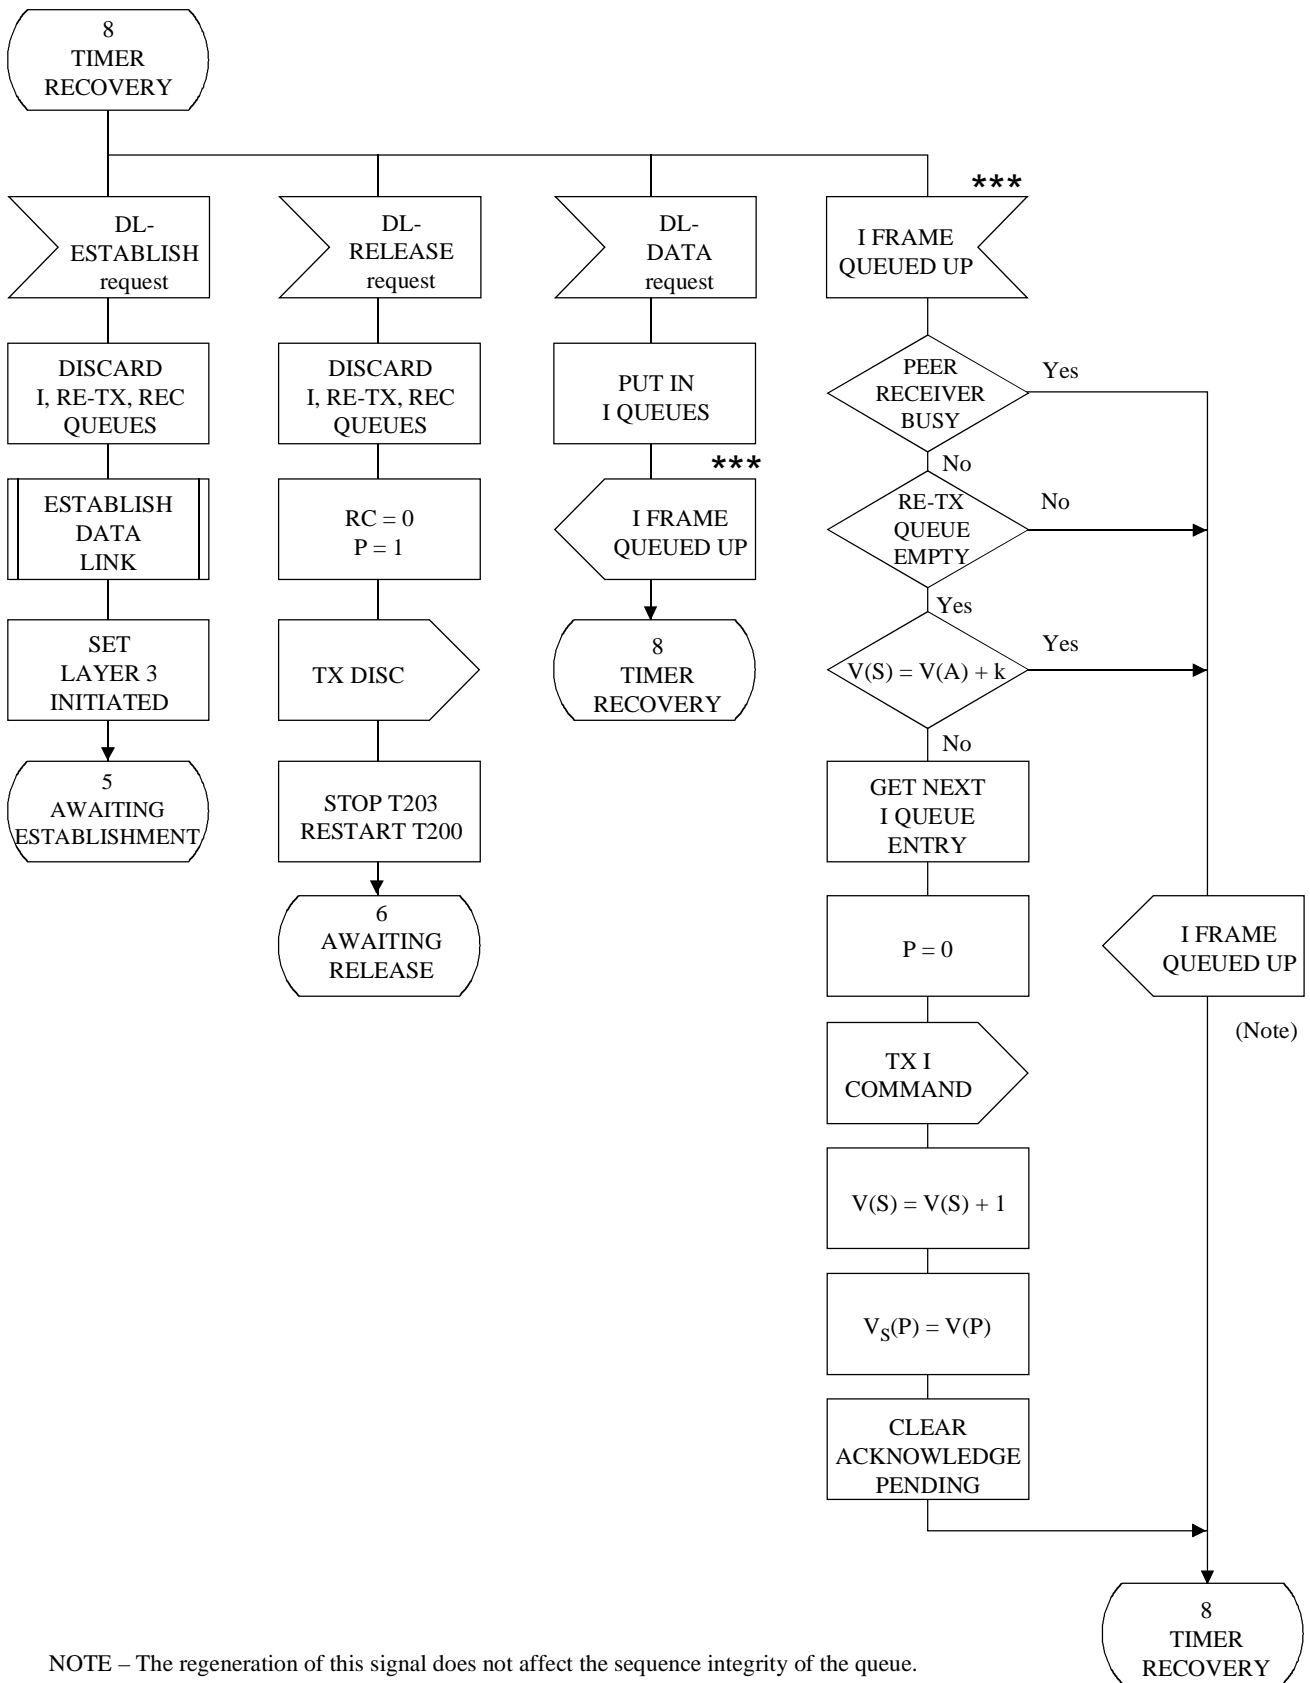 8
TIMER
RECOVERY
DL-
ESTABLISH
request
DISCARD
I, RE-TX, REC
QUEUES
ESTABLISH
DATA
LINK
SET
LAYER 3
INITIATED
5
AWAITING
ESTABLISHMENT
DL-
RELEASE
request
DISCARD
I, RE-TX, REC
QUEUES
RC = 0
P = 1
TX DISC
STOP T203
RESTART T200
6
AWAITING
RELEASE
DL-
DATA
request
PUT IN
I QUEUES
***
I FRAME
QUEUED UP
8
TIMER
RECOVERY
***
I FRAME
QUEUED UP
PEER
RECEIVER
BUSY
Yes
No
RE-TX
QUEUE
EMPTY
No
Yes
V(S) = V(A) + k
Yes
No
GET NEXT
I QUEUE
ENTRY
P = 0
TX I
COMMAND
V(S) = V(S) + 1
VS(P) = V(P)
CLEAR
ACKNOWLEDGE
PENDING
I FRAME
QUEUED UP
(Note)
8
TIMER
RECOVERY
NOTE – The regeneration of this signal does not affect the sequence integrity of the queue.